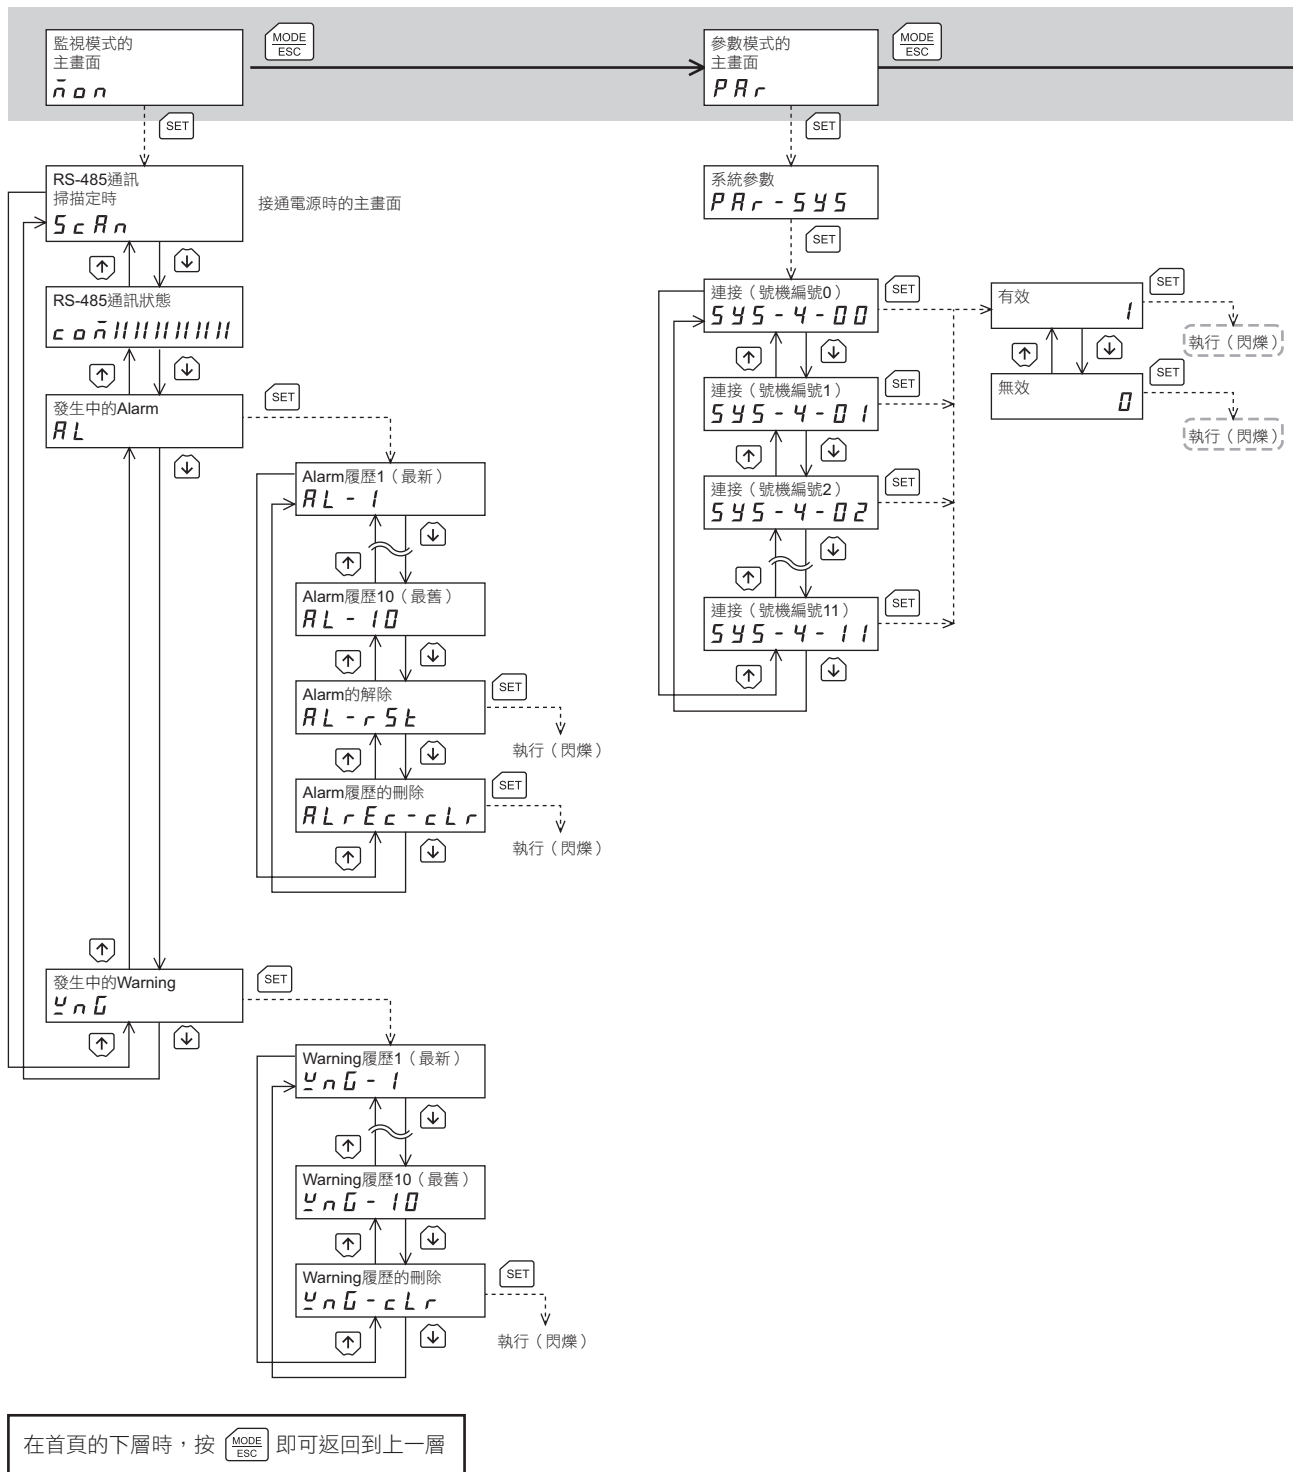 監視模式的
主畫面
mon
MODE
ESC
參數模式的
主畫面
PAr
MODE
ESC
SET
SET
RS-485通訊
掃描定時
ScAn
接通電源時的主畫面
RS-485通訊狀態
發生中的Alarm
AL
SET
Alarm履歷1（最新）
AL-1
Alarm履歷10（最舊）
AL-10
Alarm的解除
AL-rSt
SET
執行（閃爍）
Alarm履歷的刪除
ALrEc-cLr
SET
執行（閃爍）
發生中的Warning
WnG
SET
Warning履歷1（最新）
WnG-1
Warning履歷10（最舊）
WnG-10
Warning履歷的刪除
WnG-cLr
SET
執行（閃爍）
系統參數
PAr-SYS
SET
連接（號機編號0）
SYS-4-00
SET
連接（號機編號1）
SYS-4-01
SET
連接（號機編號2）
SYS-4-02
SET
連接（號機編號11）
SYS-4-11
SET
有效
1
SET
執行（閃爍）
無效
0
SET
執行（閃爍）
在首頁的下層時，按 MODE ESC 即可返回到上一層